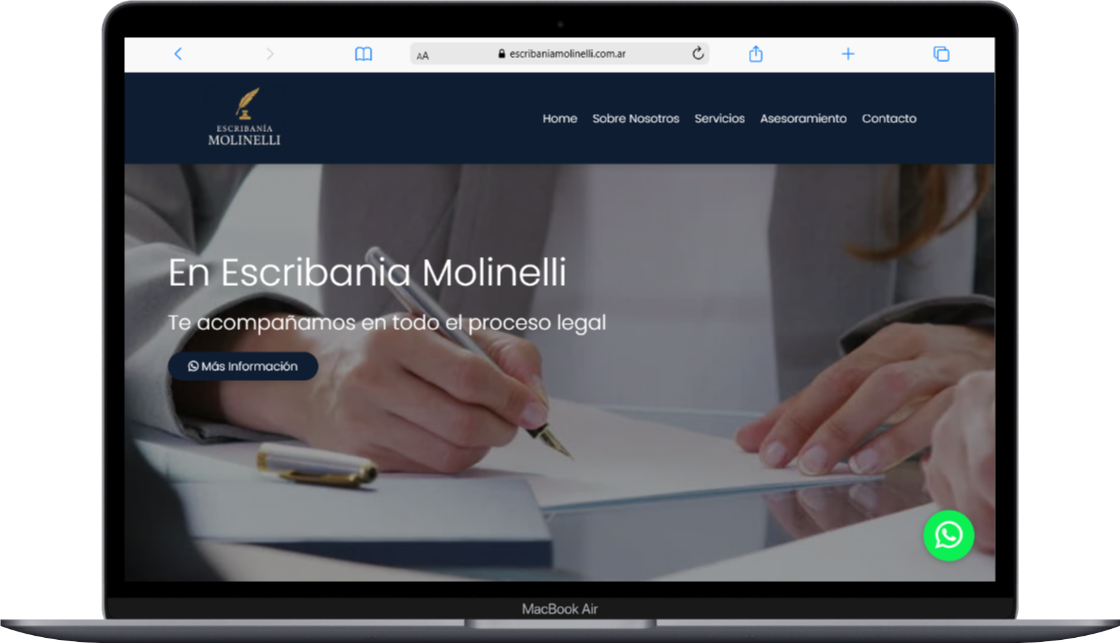 AA
escribaniamolinelli.com.ar
ESCRIBANÍA
MOLINELLI
Home Sobre Nosotros Servicios Asesoramiento Contacto
En Escribania Molinelli
Te acompañamos en todo el proceso legal
Más Información
MacBook Air